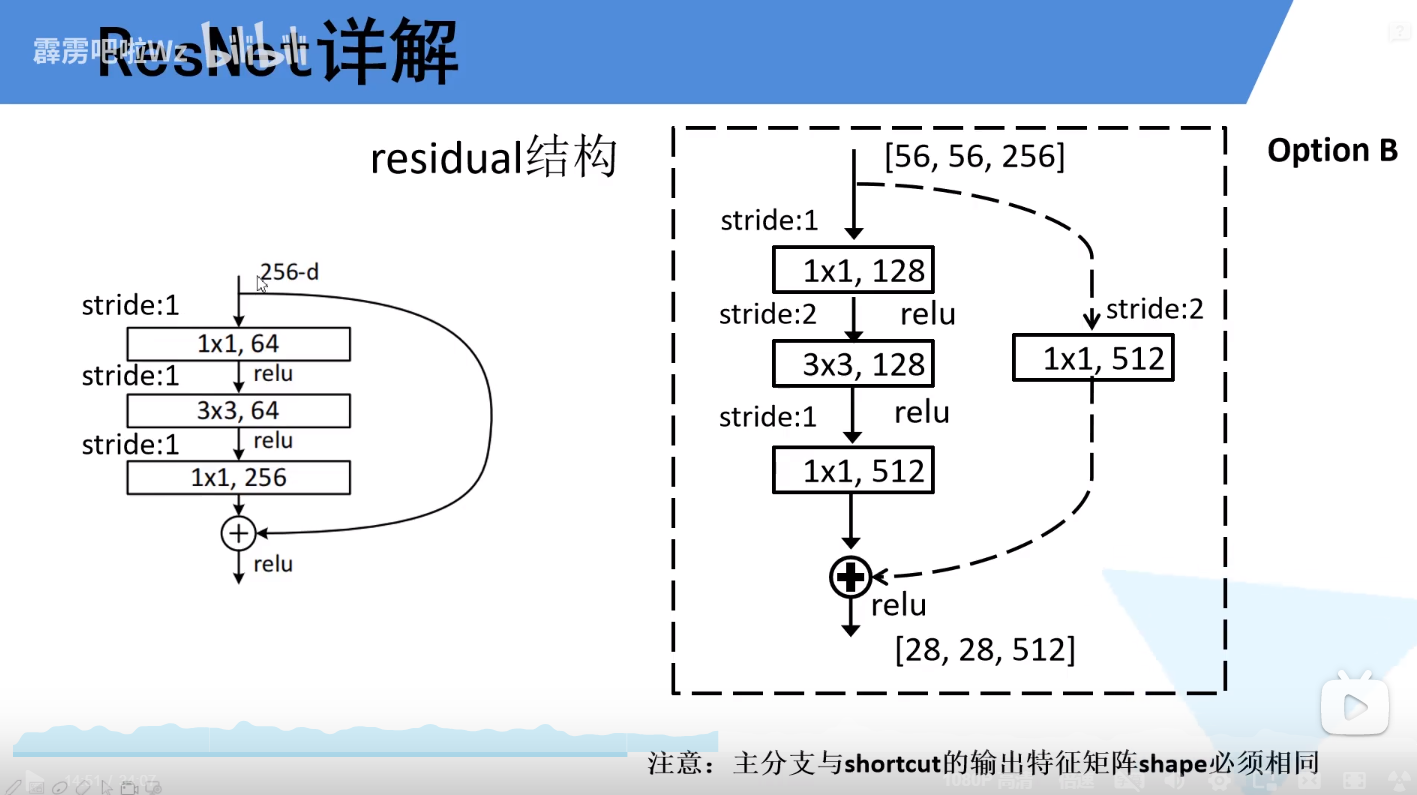 ResNet详解
霹雳吧啦Wz bilibili
residual结构
256-d
stride:1
1x1, 64
relu
stride:1
3x3, 64
relu
stride:1
1x1, 256
relu
Option B
[56, 56, 256]
stride:1
1x1, 128
relu
stride:2
3x3, 128
relu
stride:1
1x1, 512
stride:2
1x1, 512
relu
[28, 28, 512]
注意：主分支与shortcut的输出特征矩阵shape必须相同
1080P 高清
倍速